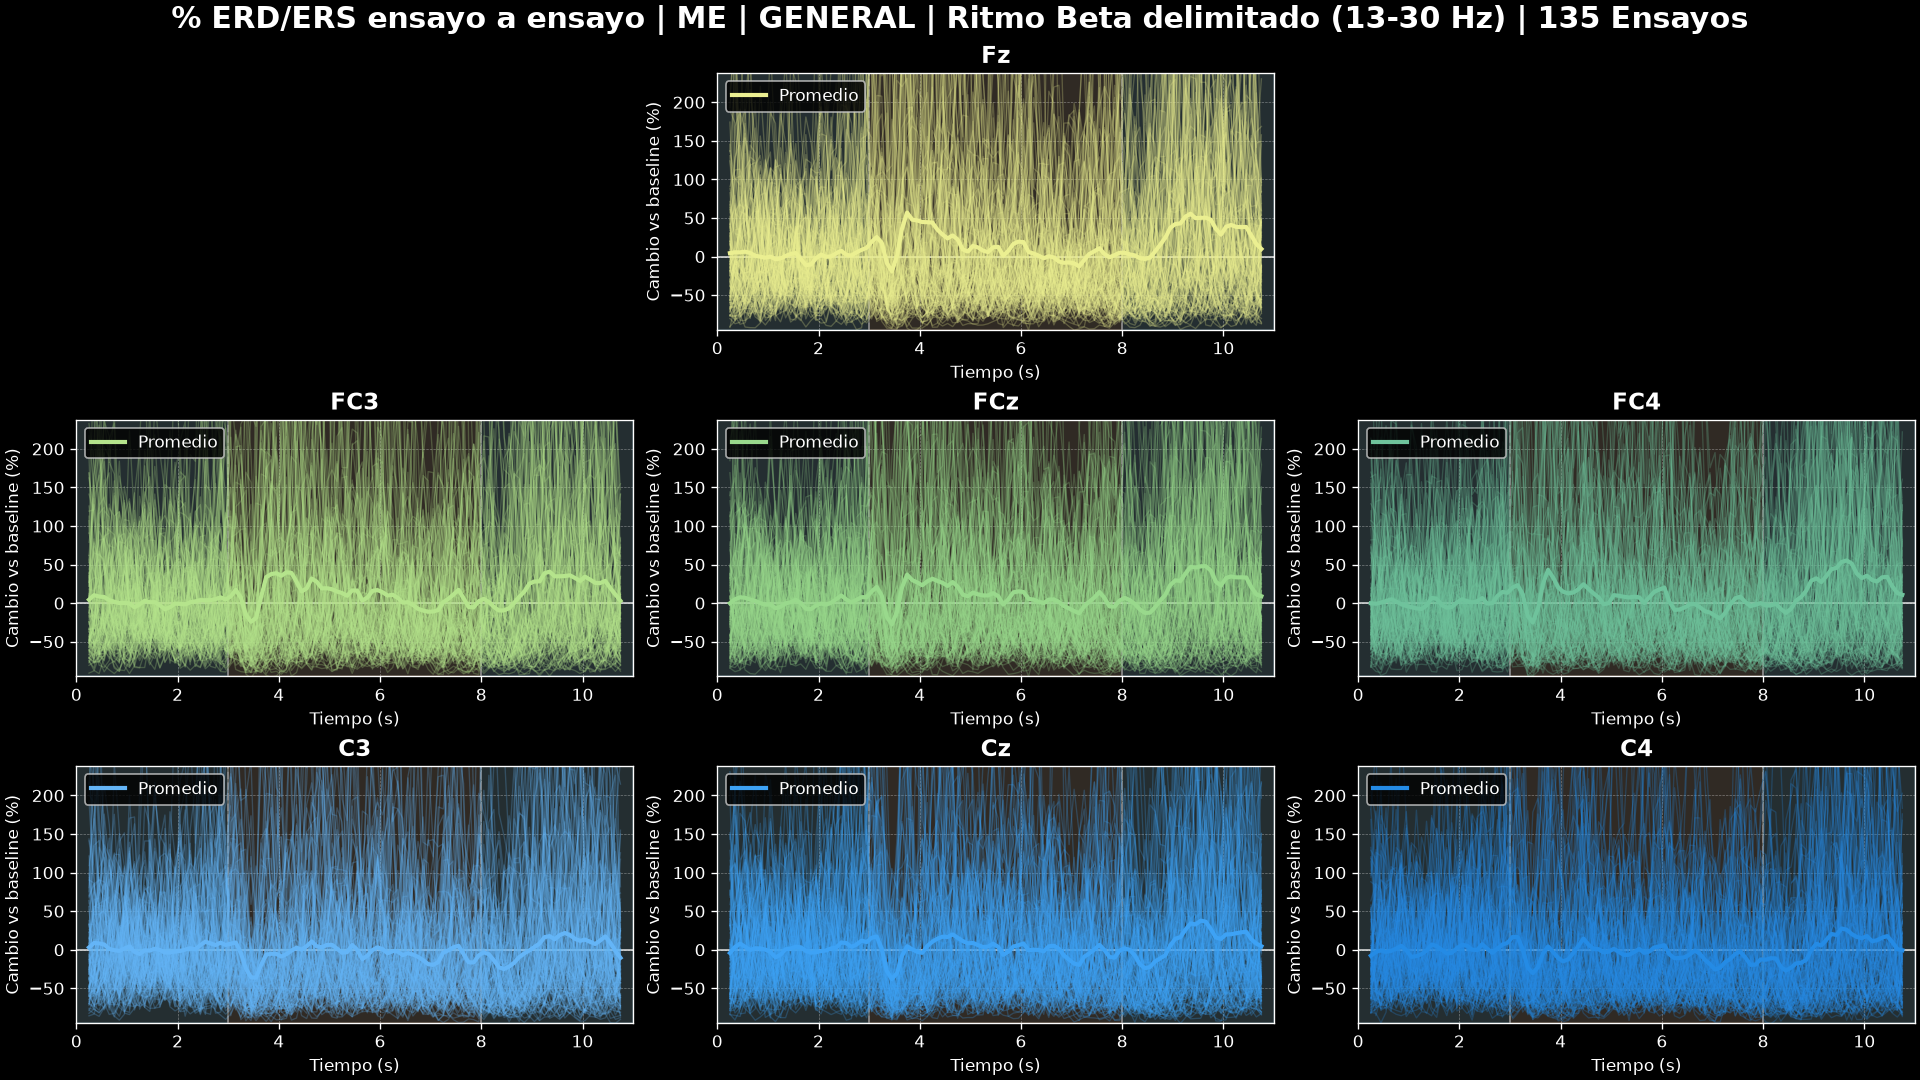 % ERD/ERS ensayo a ensayo | ME | GENERAL | Ritmo Beta delimitado (13-30 Hz) | 135 Ensayos
Fz
Cambio vs baseline (%)
200
150
100
50
0
−50
Promedio
0 2 4 6 8 10
Tiempo (s)
FC3
Cambio vs baseline (%)
200
150
100
50
0
−50
Promedio
0 2 4 6 8 10
Tiempo (s)
FCz
Cambio vs baseline (%)
200
150
100
50
0
−50
Promedio
0 2 4 6 8 10
Tiempo (s)
FC4
Cambio vs baseline (%)
200
150
100
50
0
−50
Promedio
0 2 4 6 8 10
Tiempo (s)
C3
Cambio vs baseline (%)
200
150
100
50
0
−50
Promedio
0 2 4 6 8 10
Tiempo (s)
Cz
Cambio vs baseline (%)
200
150
100
50
0
−50
Promedio
0 2 4 6 8 10
Tiempo (s)
C4
Cambio vs baseline (%)
200
150
100
50
0
−50
Promedio
0 2 4 6 8 10
Tiempo (s)